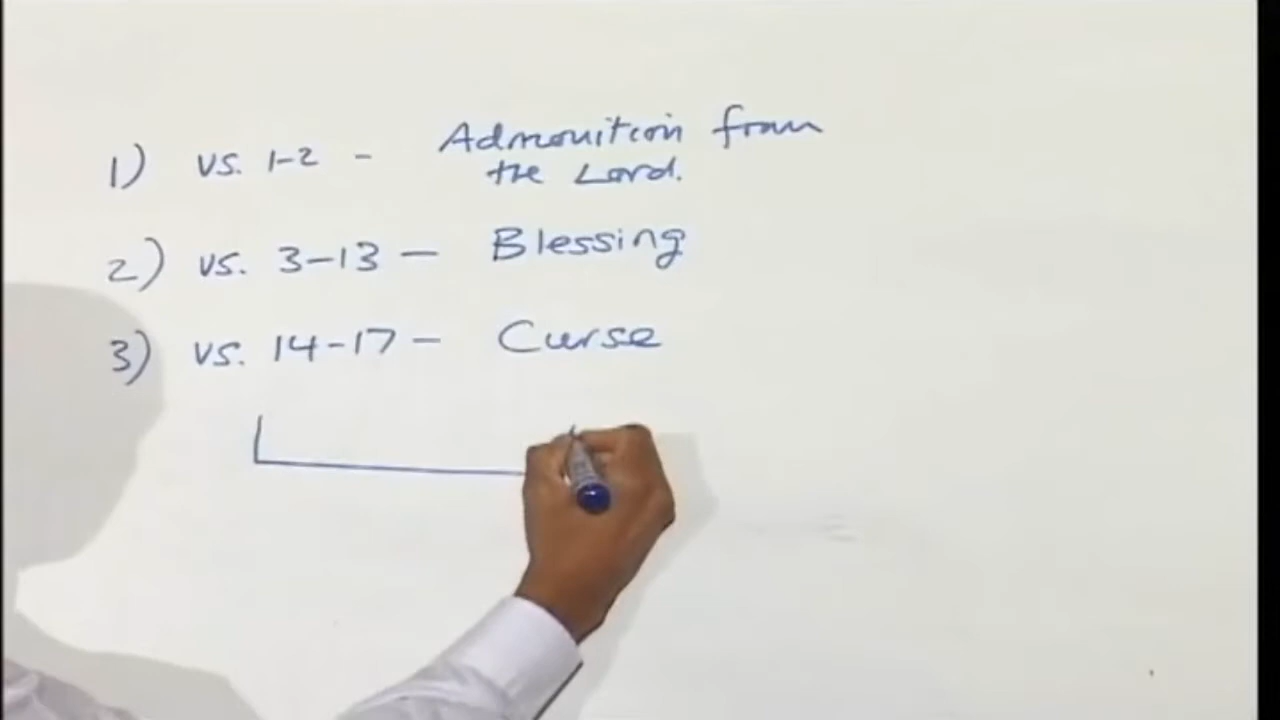 1) vs. 1-2 - Admonition from
the Lord.
2) vs. 3-13 - Blessing
3) vs. 14-17 - Curse